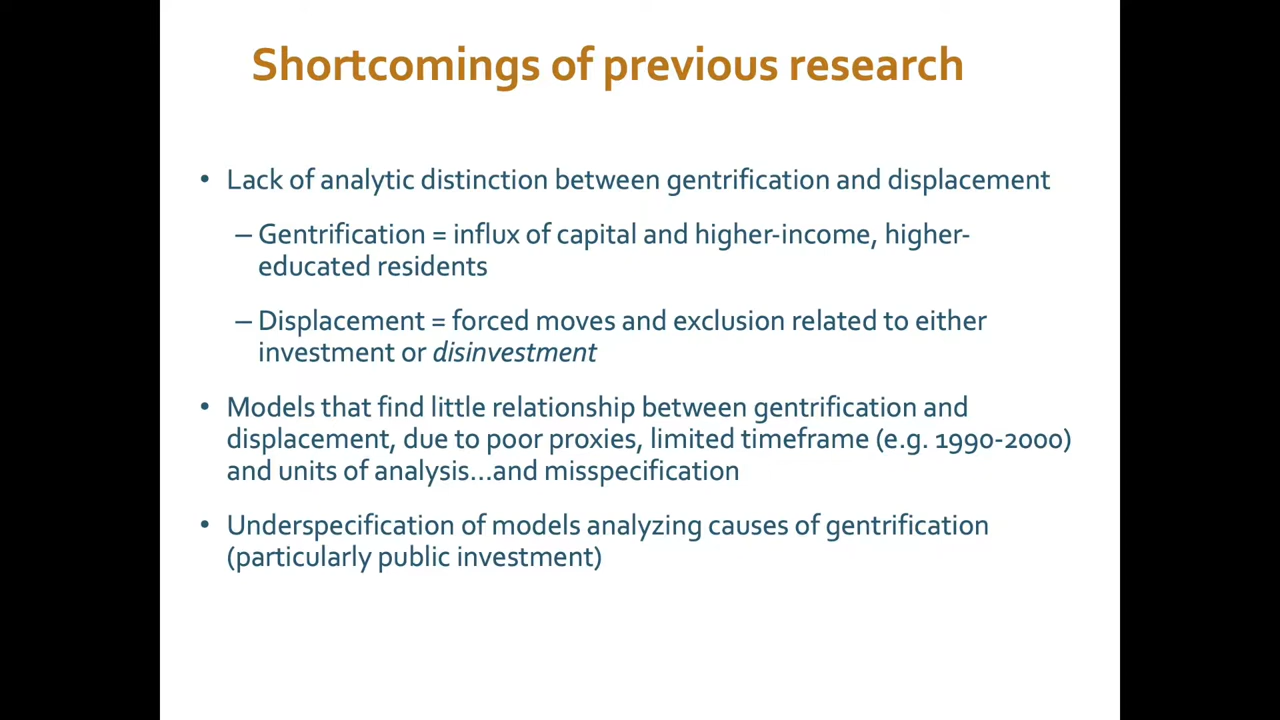 Shortcomings of previous research
• Lack of analytic distinction between gentrification and displacement
– Gentrification = influx of capital and higher-income, higher-
educated residents
– Displacement = forced moves and exclusion related to either
investment or disinvestment
• Models that find little relationship between gentrification and
displacement, due to poor proxies, limited timeframe (e.g. 1990-2000)
and units of analysis...and misspecification
• Underspecification of models analyzing causes of gentrification
(particularly public investment)